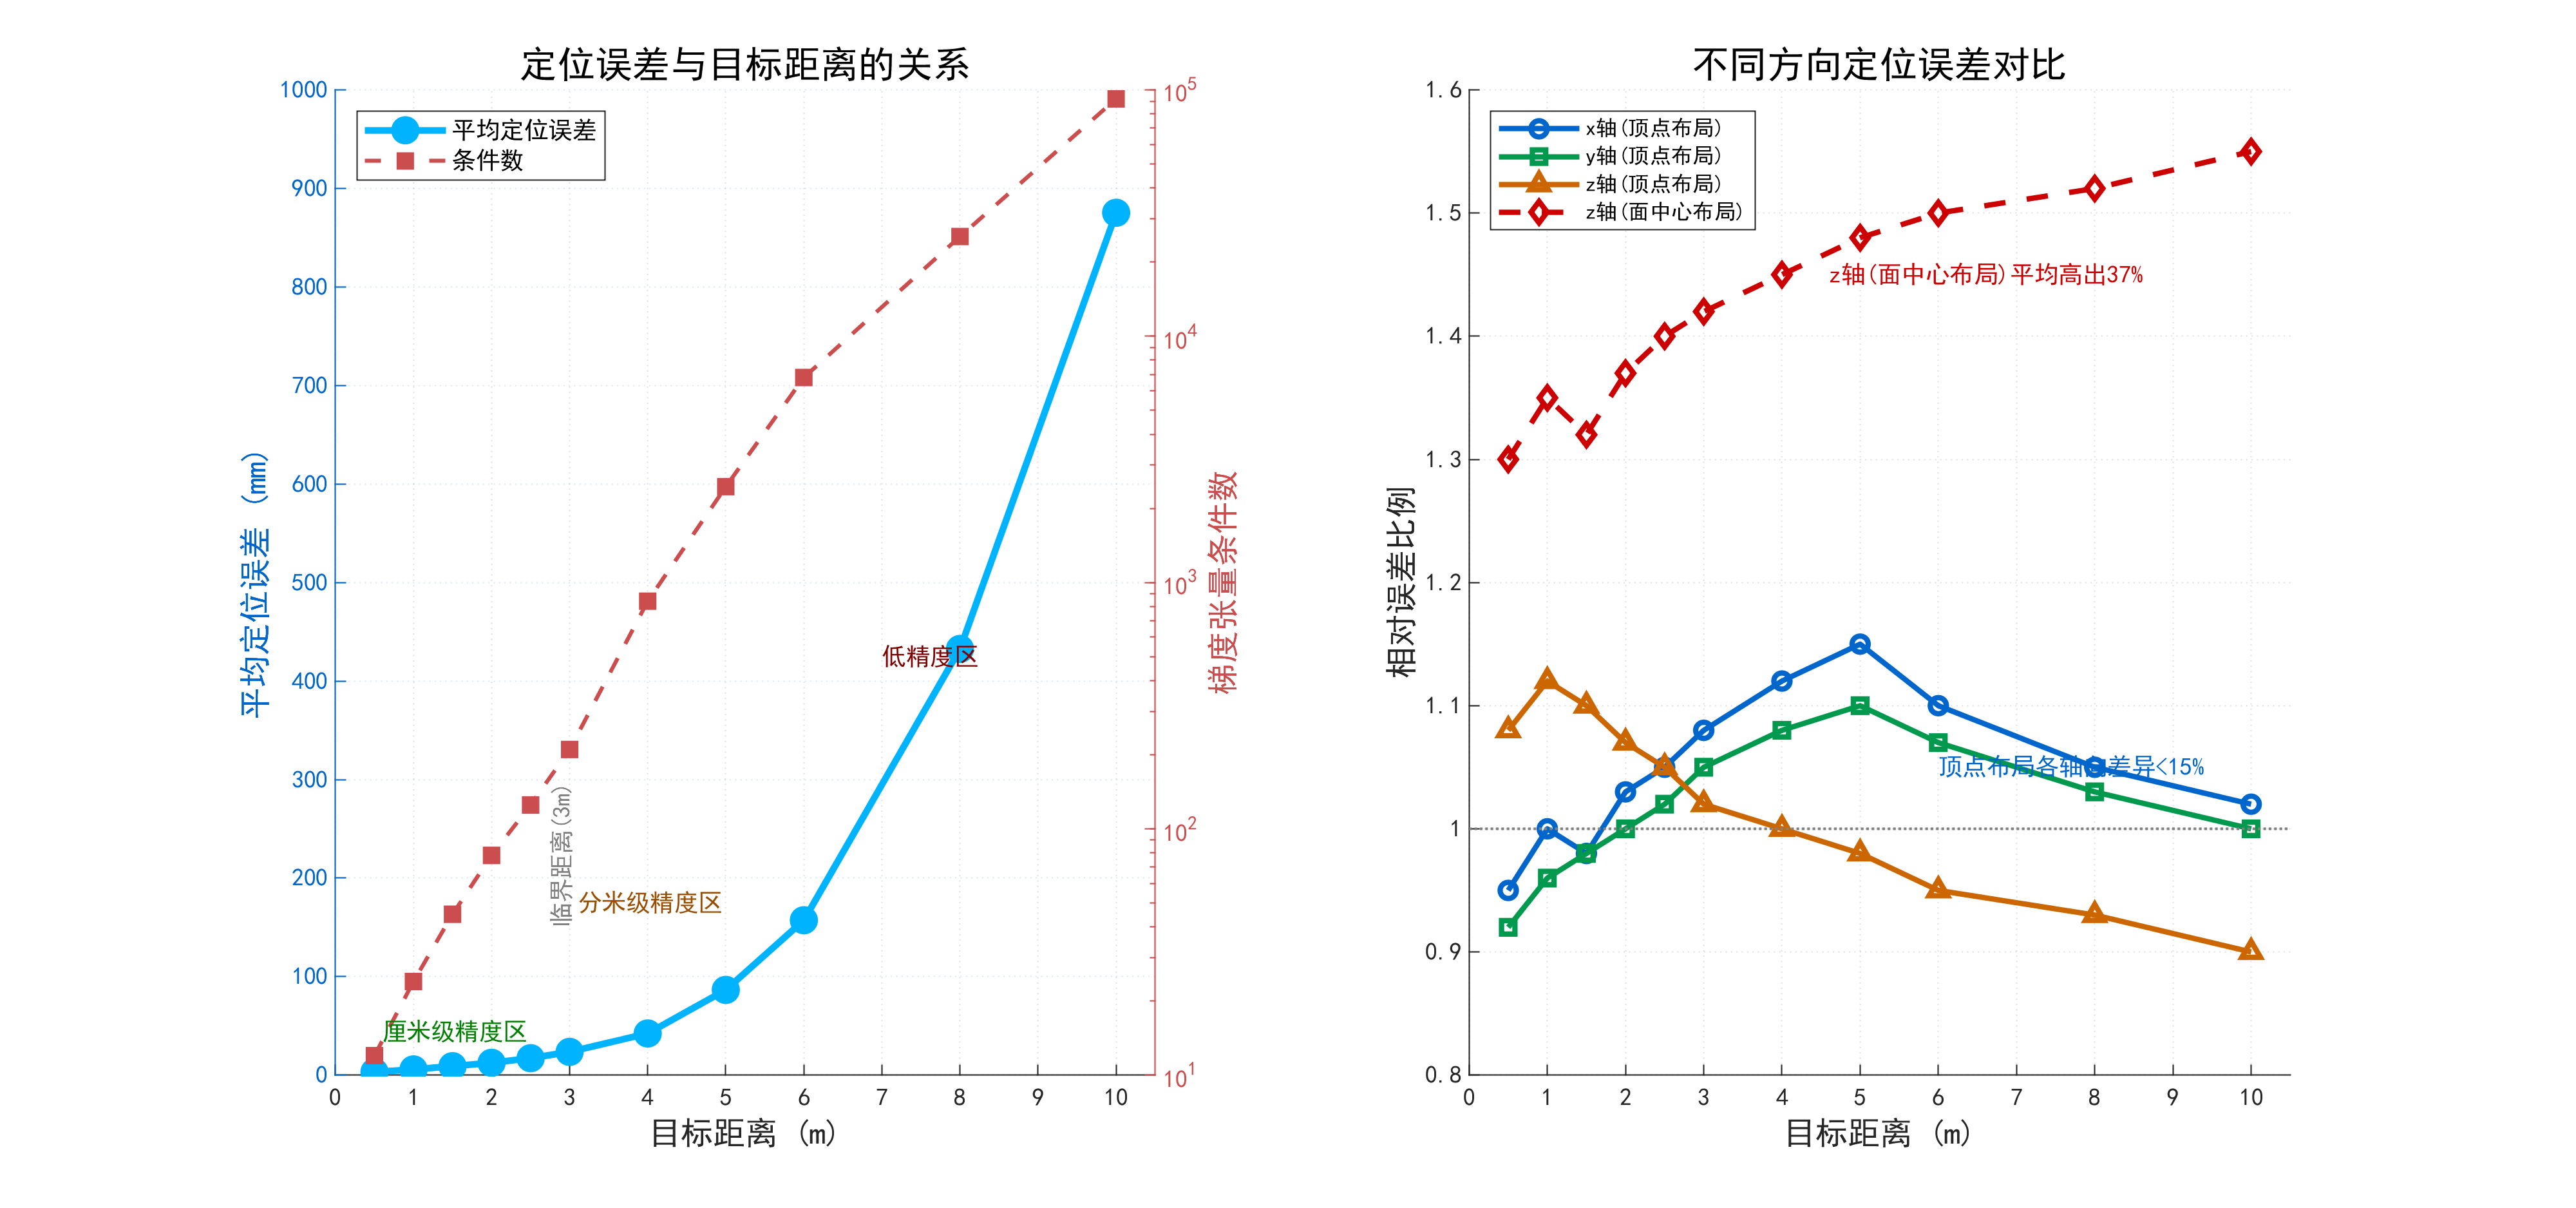 定位误差与目标距离的关系
平均定位误差
条件数
1000
900
800
700
600
500
400
300
200
100
0
平均定位误差 (mm)
10^5
10^4
10^3
10^2
10^1
梯度张量条件数
低精度区
临界距离(3m)
分米级精度区
厘米级精度区
0 1 2 3 4 5 6 7 8 9 10
目标距离 (m)
不同方向定位误差对比
x轴(顶点布局)
y轴(顶点布局)
z轴(顶点布局)
z轴(面中心布局)
1.6
1.5
1.4
1.3
1.2
1.1
1
0.9
0.8
相对误差比例
z轴(面中心布局)平均高出37%
顶点布局各轴间差异<15%
0 1 2 3 4 5 6 7 8 9 10
目标距离 (m)